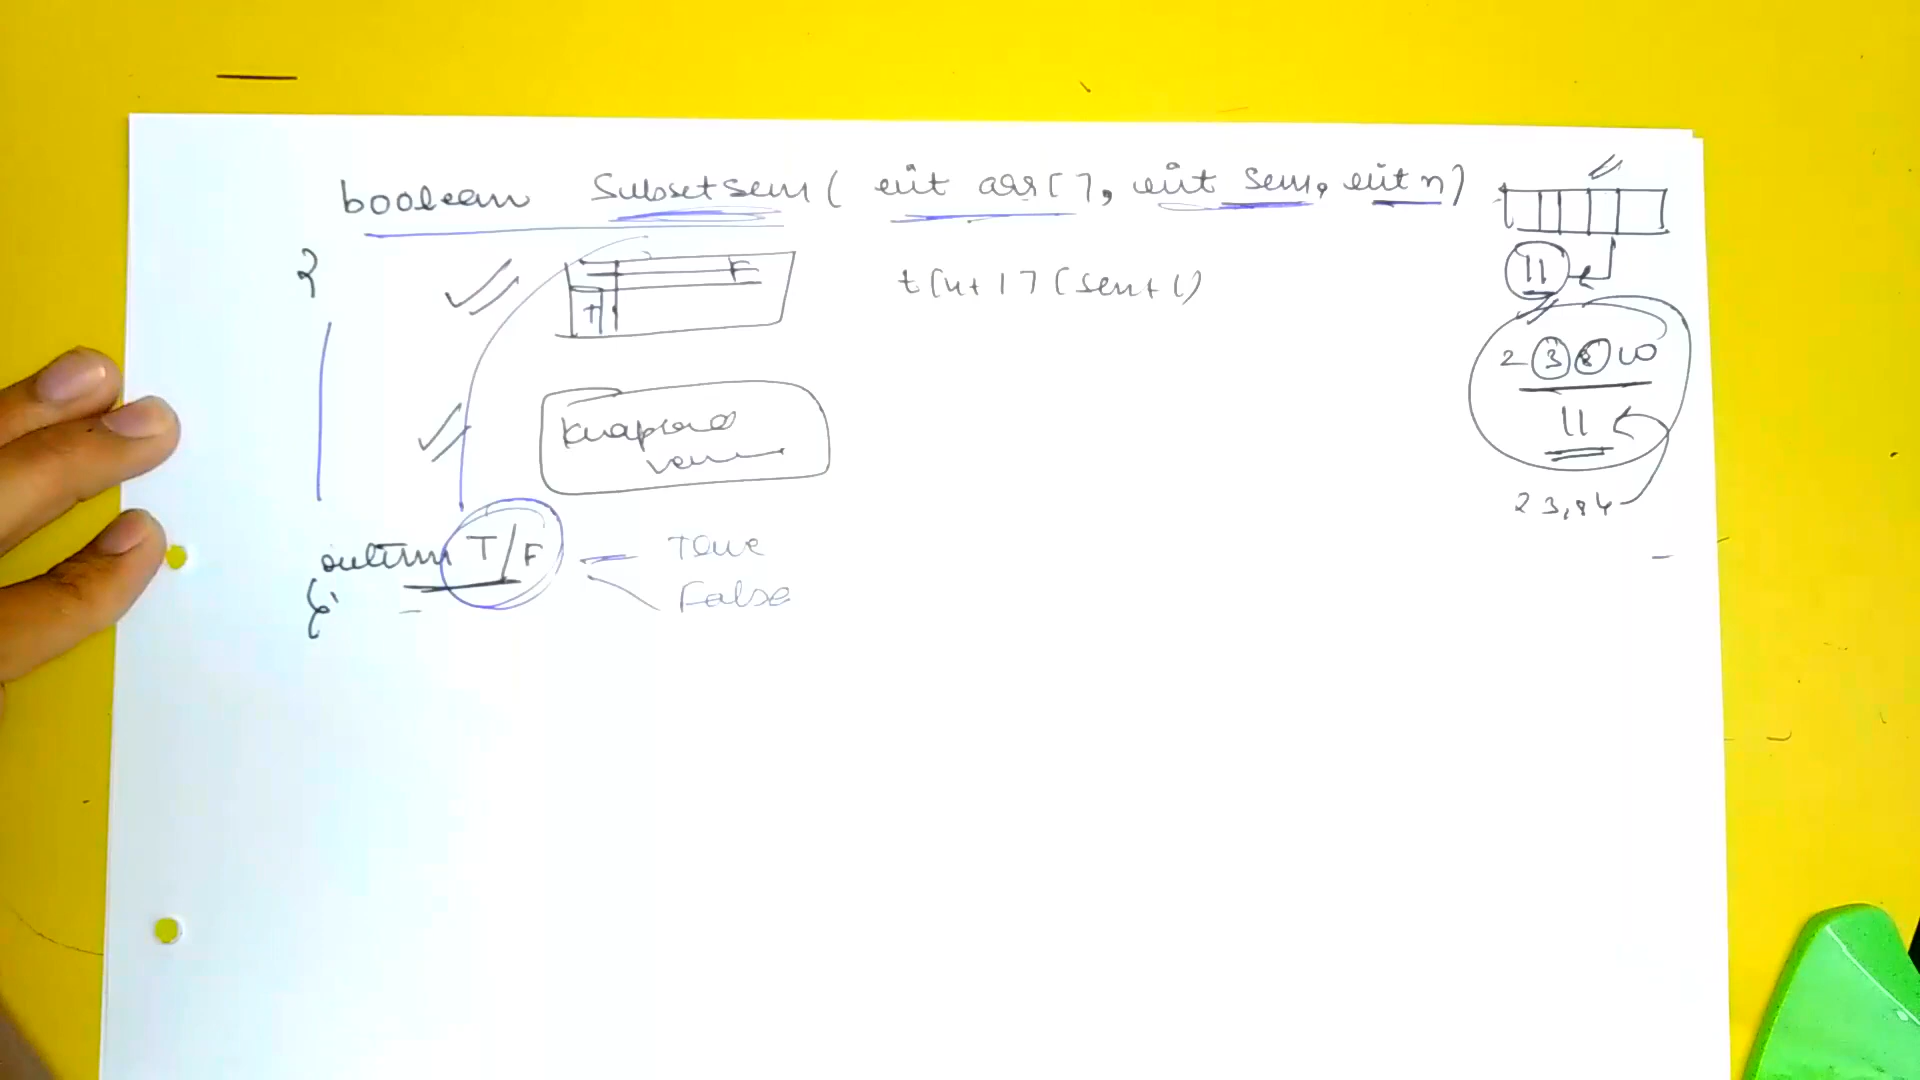 boolean Subsetsum( int arr[], int sum, int n)
{
T F
t[n+1][sum+1]
11
2 3 8 10
11
Knapsack
2 3, 8
return T/F — True
False
}